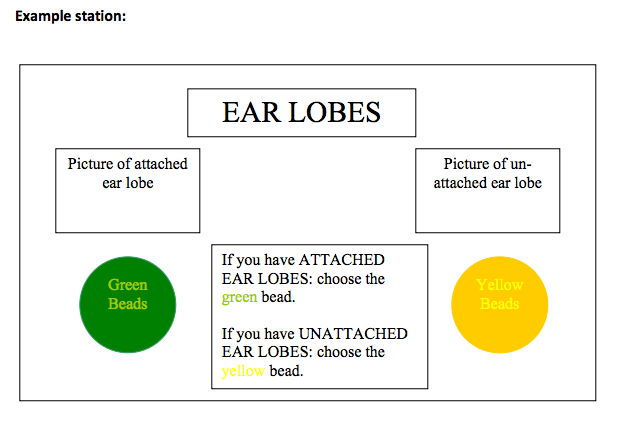 Example station:
EAR LOBES
Picture of attached
ear lobe
Picture of un-
attached ear lobe
Green
Beads
If you have ATTACHED
EAR LOBES: choose the
green bead.
If you have UNATTACHED
EAR LOBES: choose the
yellow bead.
Yellow
Beads